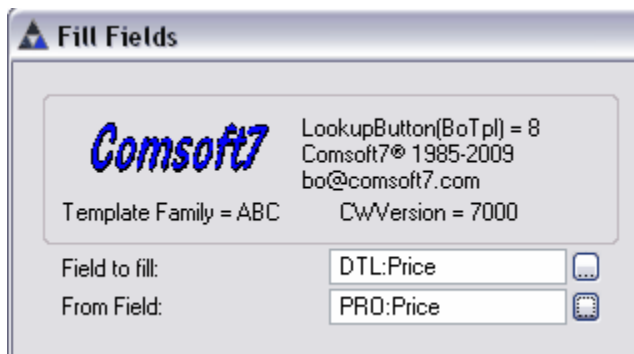 Fill Fields
Comsoft7
LookupButton(BoTpl) = 8
Comsoft7® 1985-2009
bo@comsoft7.com
Template Family = ABC CWVersion = 7000
Field to fill: DTL:Price ...
From Field: PRO:Price ...